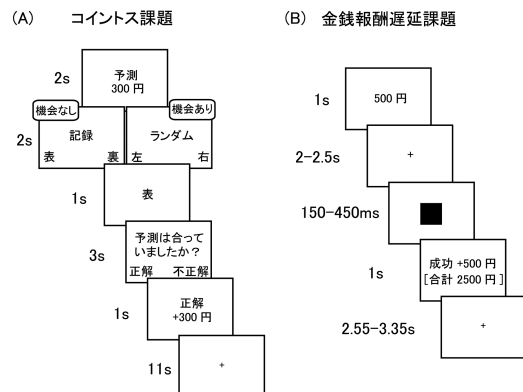 (A) コイントス課題
2s
予測
300 円
機会なし
機会あり
2s
記録
表 裏
ランダム
左 右
1s
表
3s
予測は合って
いましたか？
正解 不正解
1s
正解
+300 円
11s
+
(B) 金銭報酬遅延課題
1s
500 円
2-2.5s
+
150-450ms
1s
成功 +500 円
[合計 2500 円 ]
2.55-3.35s
+